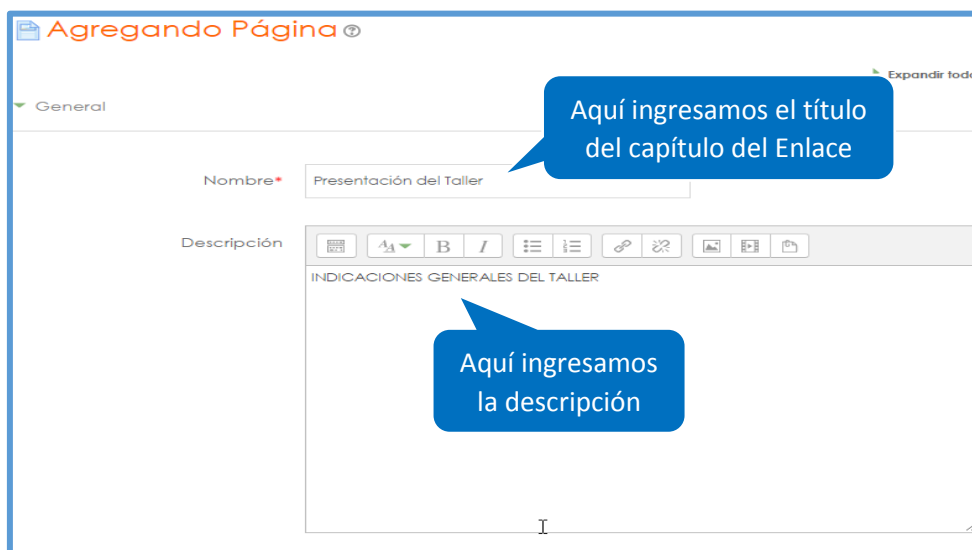 Agregando Página
Expandir todo
General
Aquí ingresamos el título
del capítulo del Enlace
Nombre*
Presentación del Taller
Descripción
INDICACIONES GENERALES DEL TALLER
Aquí ingresamos
la descripción